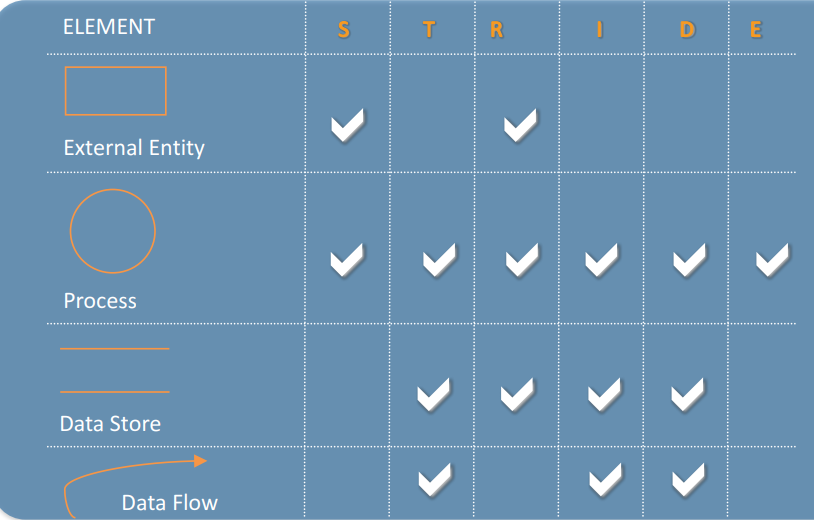 ELEMENT S T R I D E
External Entity
Process
Data Store
Data Flow